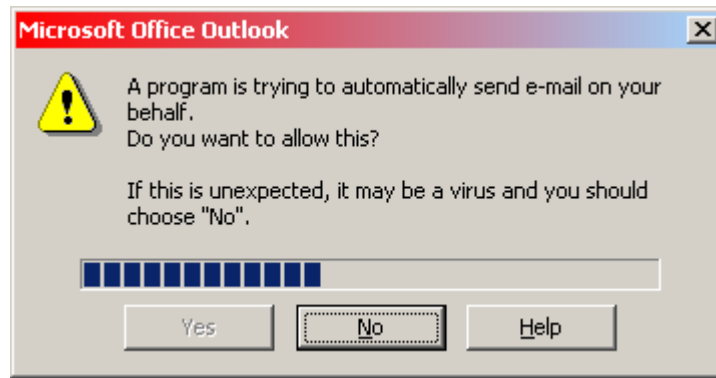 Microsoft Office Outlook
A program is trying to automatically send e-mail on your
behalf.
Do you want to allow this?
If this is unexpected, it may be a virus and you should
choose "No".
Yes No Help